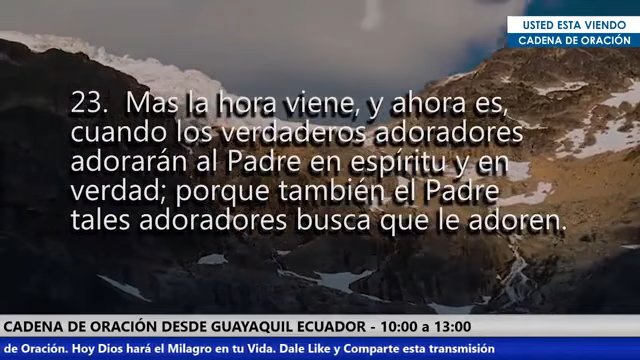 USTED ESTA VIENDO
CADENA DE ORACIÓN
23. Mas la hora viene, y ahora es,
cuando los verdaderos adoradores
adorarán al Padre en espíritu y en
verdad; porque también el Padre
tales adoradores busca que le adoren.
CADENA DE ORACIÓN DESDE GUAYAQUIL ECUADOR - 10:00 a 13:00
de Oración. Hoy Dios hará el Milagro en tu Vida. Dale Like y Comparte esta transmisión